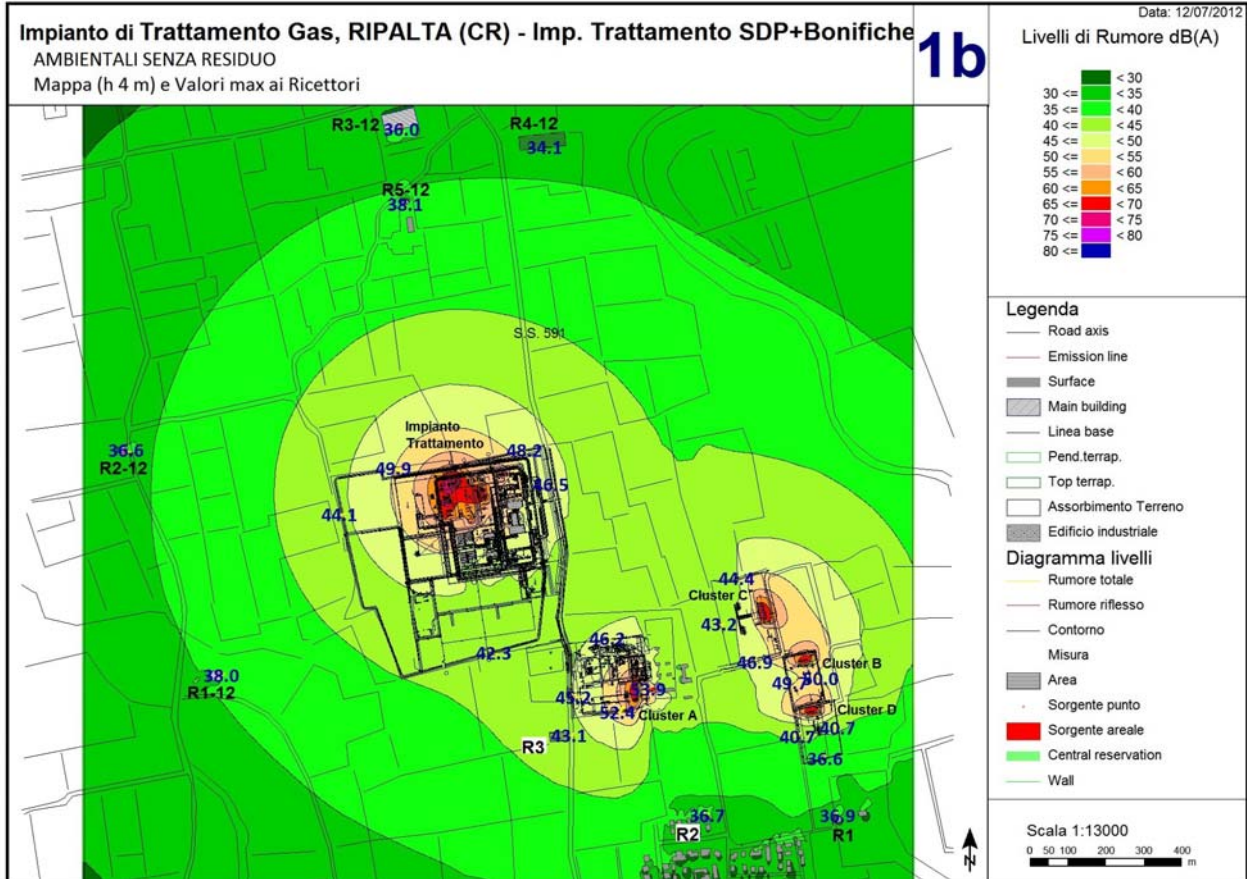 Impianto di Trattamento Gas, RIPALTA (CR) - Imp. Trattamento SDP+Bonifiche
AMBIENTALI SENZA RESIDUO
Mappa (h 4 m) e Valori max ai Ricettori
1b
Data: 12/07/2012
Livelli di Rumore dB(A)
< 30
30 <= < 35
35 <= < 40
40 <= < 45
45 <= < 50
50 <= < 55
55 <= < 60
60 <= < 65
65 <= < 70
70 <= < 75
75 <= < 80
80 <=
Legenda
Road axis
Emission line
Surface
Main building
Linea base
Pend.terrap.
Top terrap.
Assorbimento Terreno
Edificio industriale
Diagramma livelli
Rumore totale
Rumore riflesso
Contorno
Misura
Area
Sorgente punto
Sorgente areale
Central reservation
Wall
Scala 1:13000
0 50 100 200 300 400
m
N
R3-12
36.0
R4-12
34.1
R5-12
38.1
S.S. 591
Impianto
Trattamento
36.6
R2-12
49.9
48.2
46.5
44.1
44.4
Cluster C
43.2
46.2
42.3
46.9
Cluster B
49.7
50.0
38.0
R1-12
45.2
53.9
52.4
Cluster A
Cluster D
40.7
40.7
43.1
R3
36.6
36.7
R2
36.9
R1